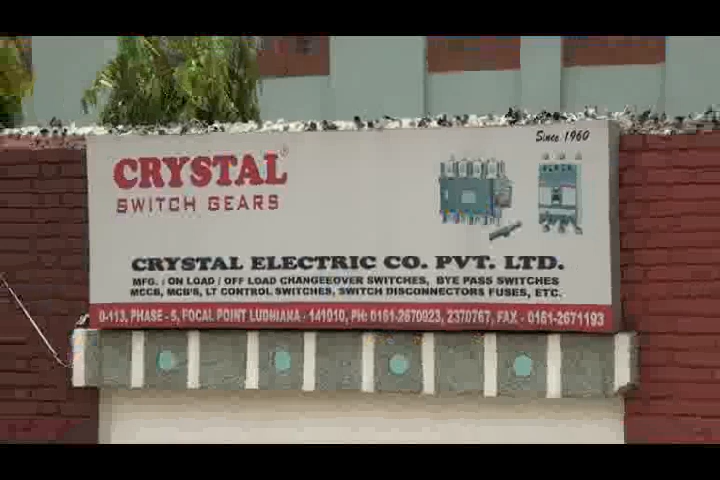 Since 1960
CRYSTAL®
SWITCH GEARS
CRYSTAL ELECTRIC CO. PVT. LTD.
MFG. : ON LOAD / OFF LOAD CHANGEEOVER SWITCHES, BYE PASS SWITCHES
MCCB, MCB'S, LT CONTROL SWITCHES, SWITCH DISCONNECTORS FUSES, ETC.
D-113, PHASE - 5, FOCAL POINT LUDHIANA - 141010, PH: 0161-2670923, 2370767, FAX - 0161-2671193